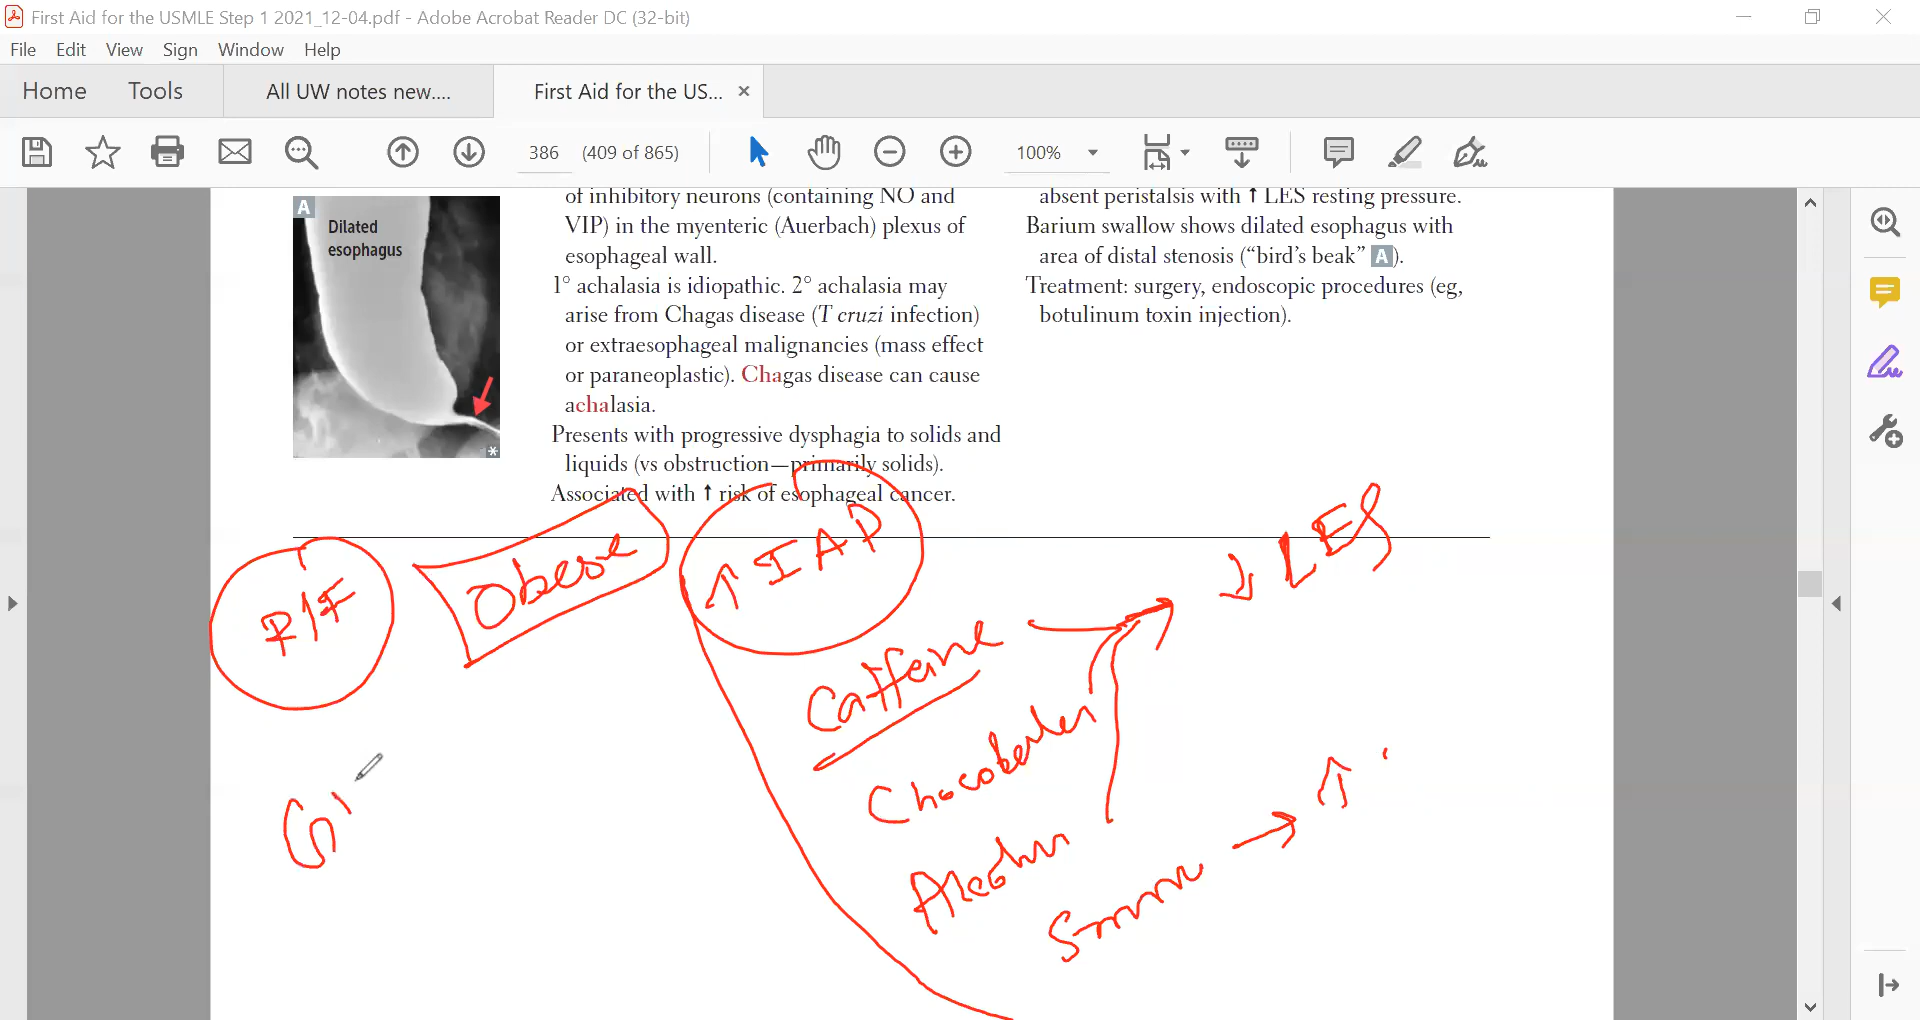 First Aid for the USMLE Step 1 2021_12-04.pdf - Adobe Acrobat Reader DC (32-bit)
File Edit View Sign Window Help
Home Tools All UW notes new.... First Aid for the US... ×
386 (409 of 865) 100%
A
Dilated
esophagus
*
of inhibitory neurons (containing NO and
VIP) in the myenteric (Auerbach) plexus of
esophageal wall.
1° achalasia is idiopathic. 2° achalasia may
arise from Chagas disease (T cruzi infection)
or extraesophageal malignancies (mass effect
or paraneoplastic). Chagas disease can cause
achalasia.
Presents with progressive dysphagia to solids and
liquids (vs obstruction—primarily solids).
Associated with ↑ risk of esophageal cancer.
absent peristalsis with ↑ LES resting pressure.
Barium swallow shows dilated esophagus with
area of distal stenosis (“bird’s beak” A).
Treatment: surgery, endoscopic procedures (eg,
botulinum toxin injection).
R/F
Obese
↑ IAP
↓ LES
Caffeine